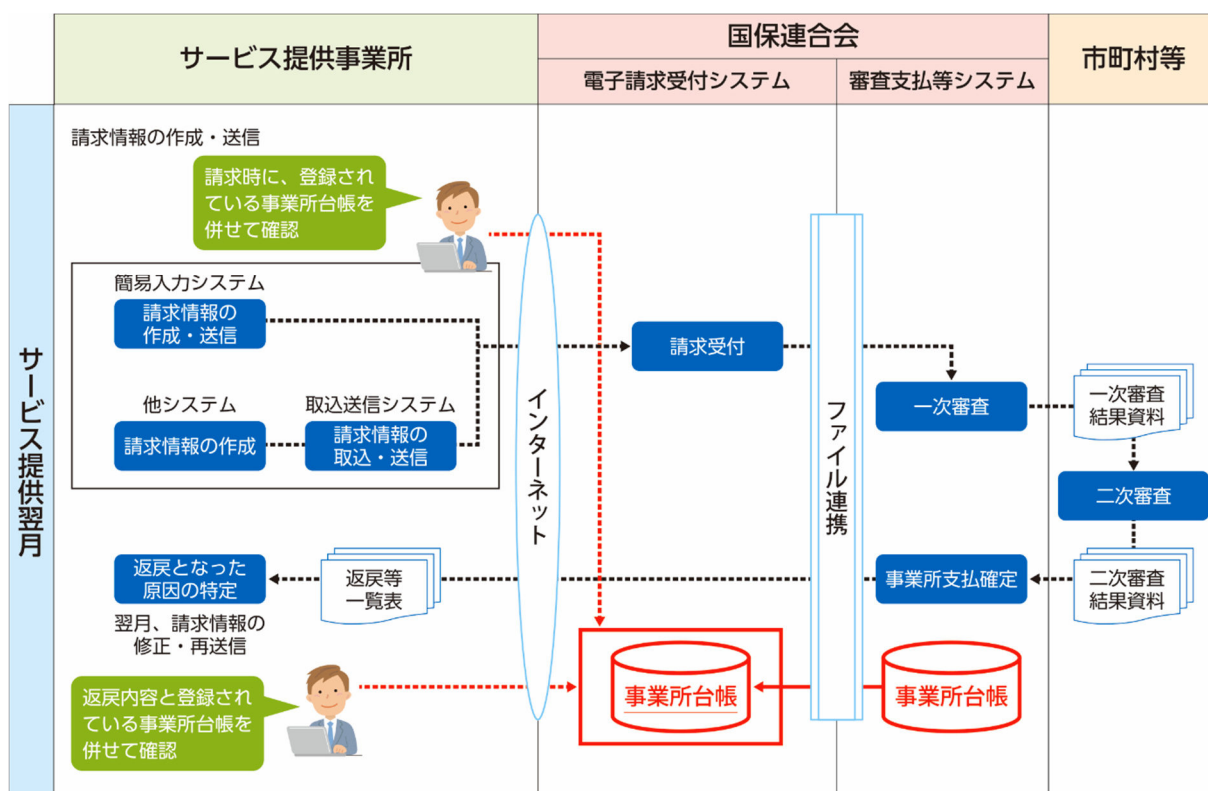 サービス提供事業所
国保連合会
市町村等
電子請求受付システム
審査支払等システム
サービス提供翌月
請求情報の作成・送信
請求時に、登録され
ている事業所台帳を
併せて確認
簡易入力システム
請求情報の
作成・送信
他システム
請求情報の作成
取込送信システム
請求情報の
取込・送信
インターネット
請求受付
ファイル連携
一次審査
一次審査
結果資料
二次審査
二次審査
結果資料
事業所支払確定
返戻等
一覧表
返戻となった
原因の特定
翌月、請求情報の
修正・再送信
返戻内容と登録され
ている事業所台帳を
併せて確認
事業所台帳
事業所台帳